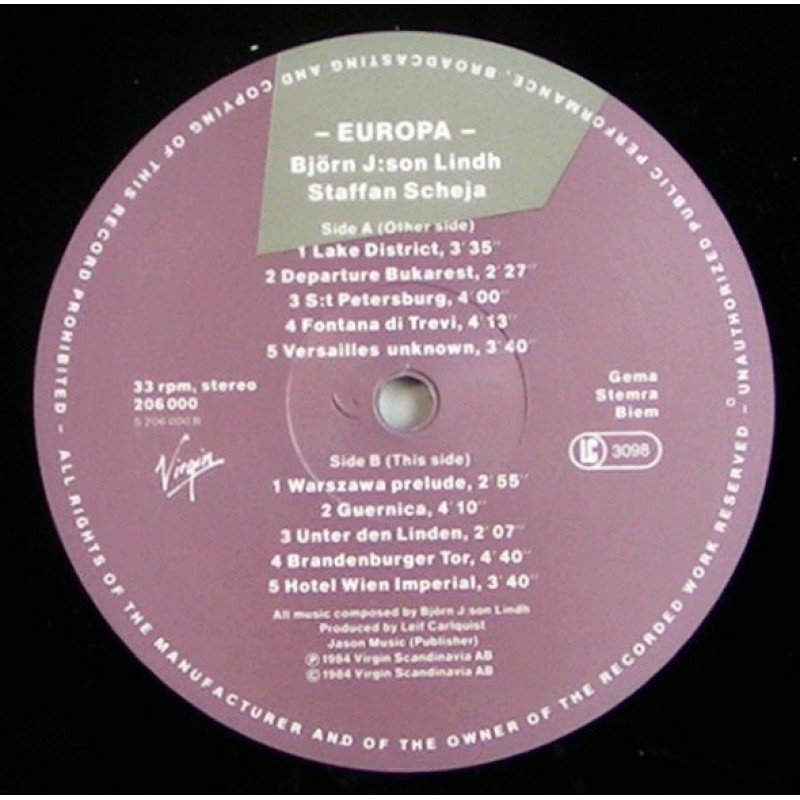 – EUROPA –
Björn J:son Lindh
Staffan Scheja
Side A (Other side)
1 Lake District, 3'35''
2 Departure Bukarest, 2'27''
3 S:t Petersburg, 4'00''
4 Fontana di Trevi, 4'13''
5 Versailles unknown, 3'40''
33 rpm, stereo
206 000
S 206 000 B
Virgin
Gema
Stemra
Biem
LC 3098
Side B (This side)
1 Warszawa prelude, 2'55''
2 Guernica, 4'10''
3 Unter den Linden, 2'07''
4 Brandenburger Tor, 4'40''
5 Hotel Wien Imperial, 3'40''
All music composed by Björn J:son Lindh
Produced by Leif Carlquist
Jason Music (Publisher)
Ⓟ 1984 Virgin Scandinavia AB
© 1984 Virgin Scandinavia AB
ALL RIGHTS OF THE MANUFACTURER AND OF THE OWNER OF THE RECORDED WORK RESERVED – UNAUTHORIZED PUBLIC PERFORMANCE, BROADCASTING AND COPYING OF THIS RECORD PROHIBITED –